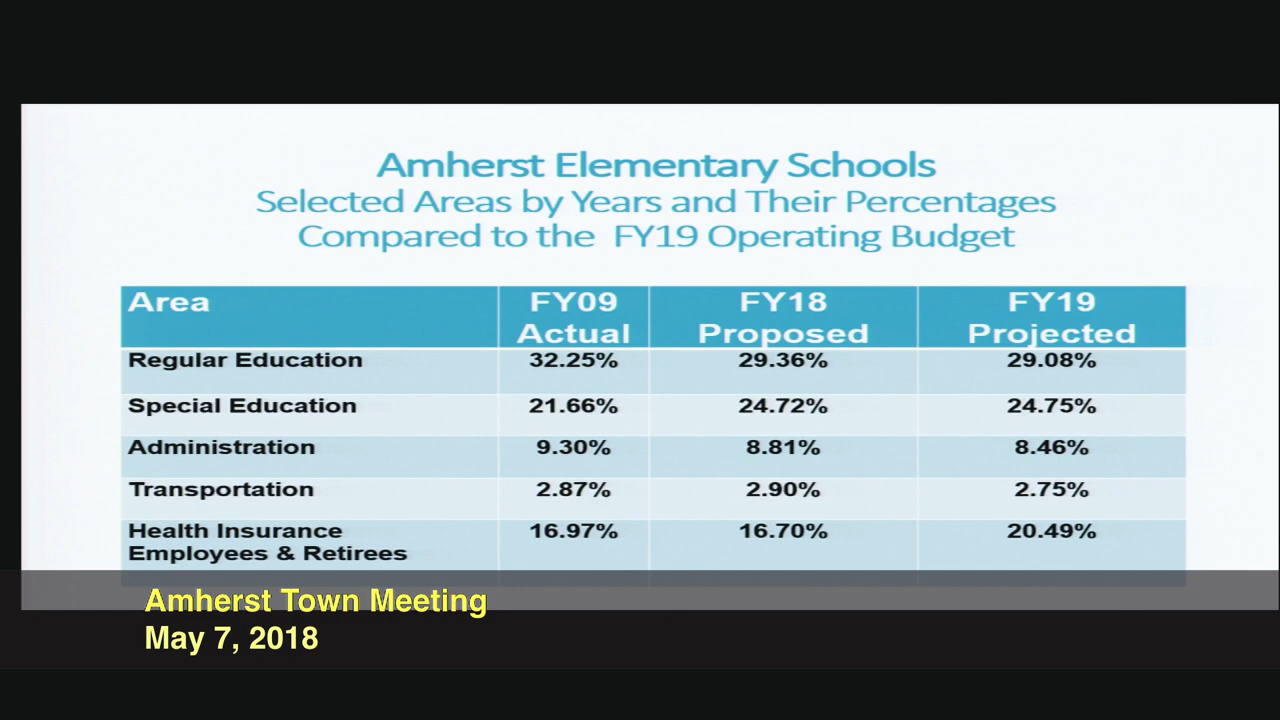 Amherst Elementary Schools
Selected Areas by Years and Their Percentages
Compared to the FY19 Operating Budget
Area FY09 Actual FY18 Proposed FY19 Projected
Regular Education 32.25% 29.36% 29.08%
Special Education 21.66% 24.72% 24.75%
Administration 9.30% 8.81% 8.46%
Transportation 2.87% 2.90% 2.75%
Health Insurance Employees & Retirees 16.97% 16.70% 20.49%
Amherst Town Meeting
May 7, 2018